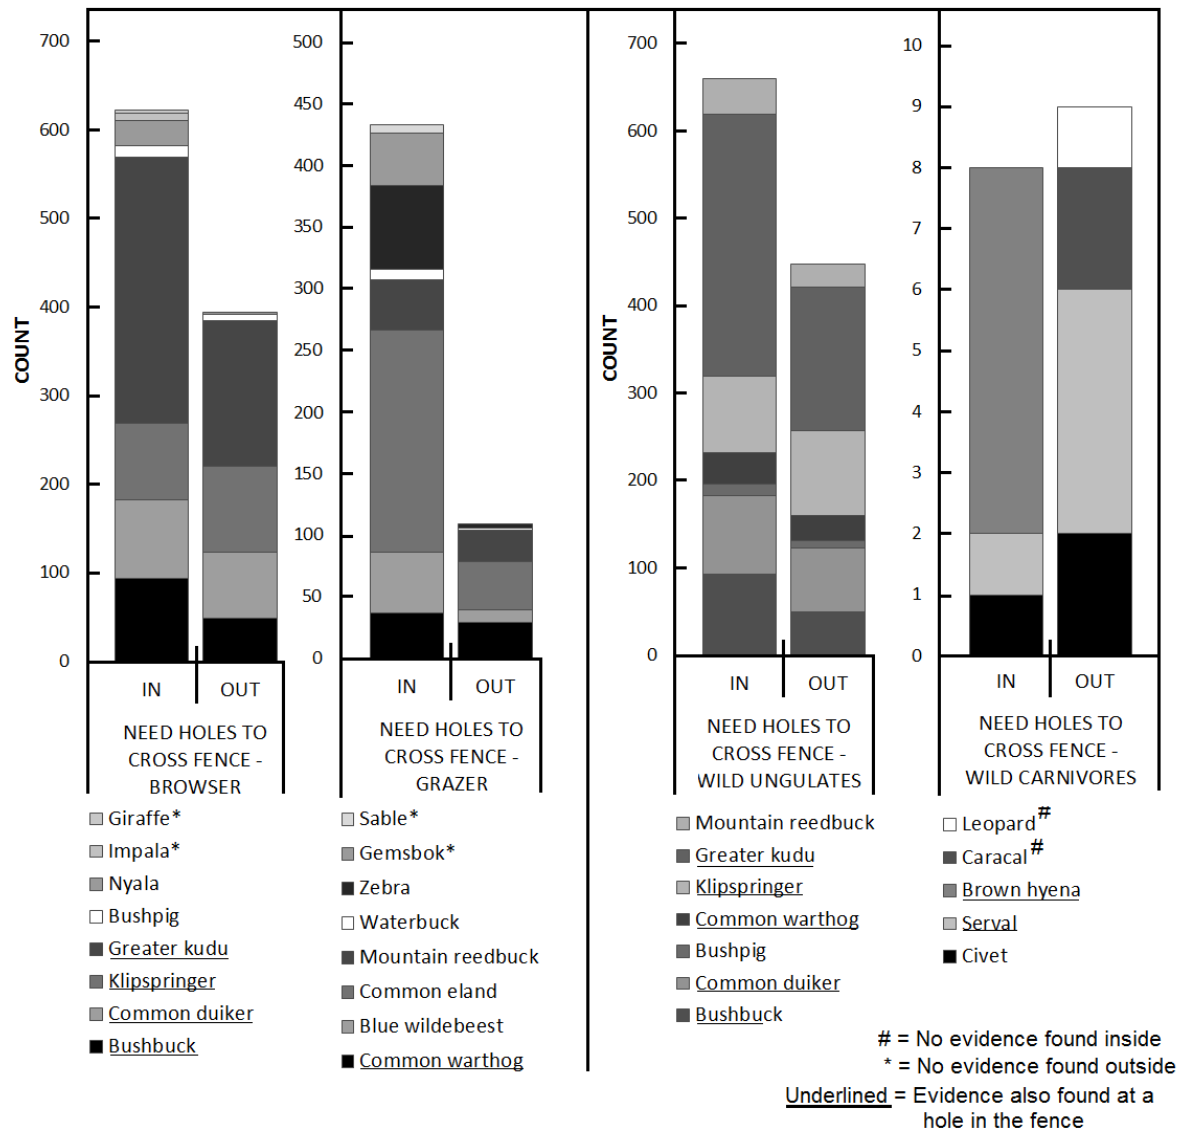 COUNT
700
600
500
400
300
200
100
0
IN
OUT
NEED HOLES TO
CROSS FENCE -
BROWSER
Giraffe*
Impala*
Nyala
Bushpig
Greater kudu
Klipspringer
Common duiker
Bushbuck
500
450
400
350
300
250
200
150
100
50
0
IN
OUT
NEED HOLES TO
CROSS FENCE -
GRAZER
Sable*
Gemsbok*
Zebra
Waterbuck
Mountain reedbuck
Common eland
Blue wildebeest
Common warthog
COUNT
700
600
500
400
300
200
100
0
IN
OUT
NEED HOLES TO
CROSS FENCE -
WILD UNGULATES
Mountain reedbuck
Greater kudu
Klipspringer
Common warthog
Bushpig
Common duiker
Bushbuck
10
9
8
7
6
5
4
3
2
1
0
IN
OUT
NEED HOLES TO
CROSS FENCE -
WILD CARNIVORES
Leopard#
Caracal#
Brown hyena
Serval
Civet
# = No evidence found inside
* = No evidence found outside
Underlined = Evidence also found at a
hole in the fence